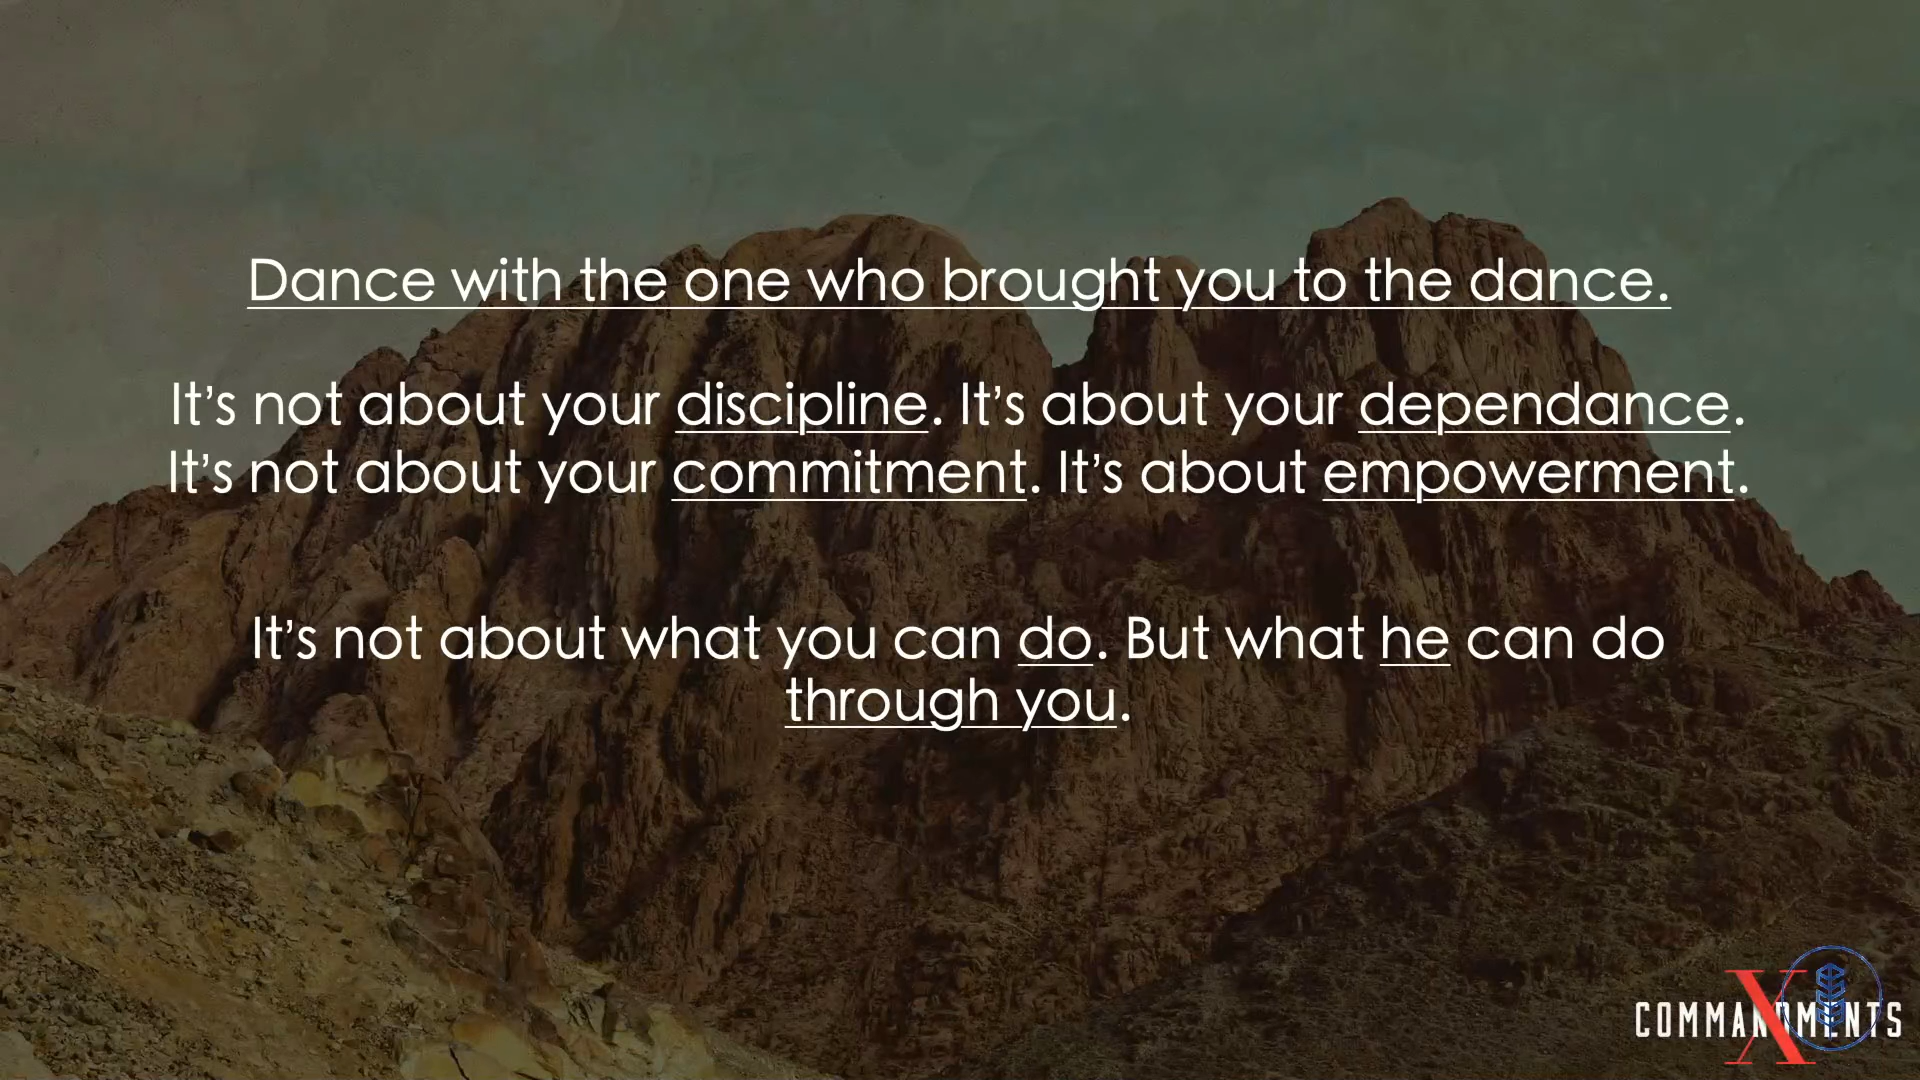 Dance with the one who brought you to the dance.
It's not about your discipline. It's about your dependance.
It's not about your commitment. It's about empowerment.
It's not about what you can do. But what he can do
through you.
X
COMMANDMENTS